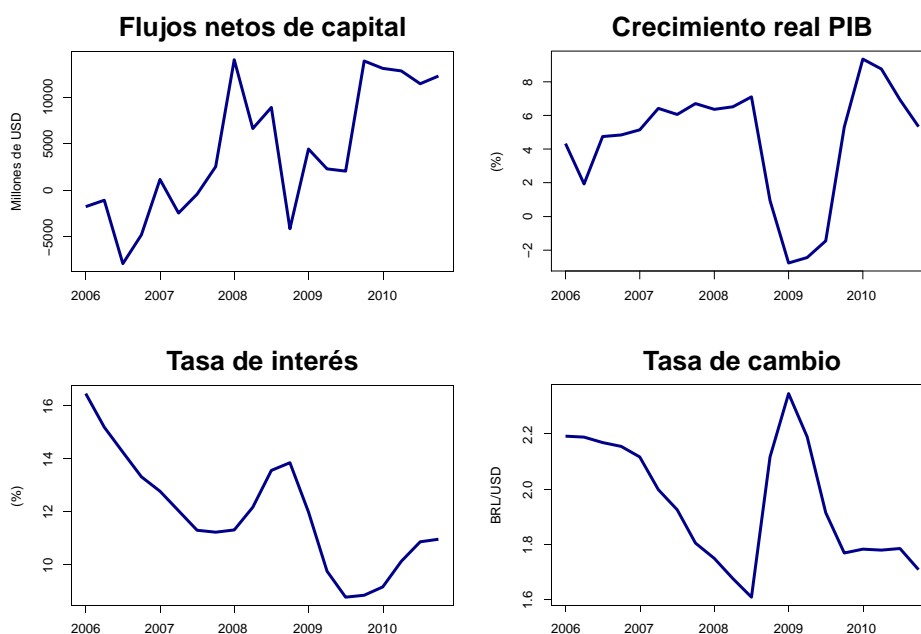 Flujos netos de capital
Millones de USD
10000
5000
0
−5000
2006 2007 2008 2009 2010
Crecimiento real PIB
(%)
8
6
4
2
0
−2
2006 2007 2008 2009 2010
Tasa de interés
(%)
16
14
12
10
2006 2007 2008 2009 2010
Tasa de cambio
BRL/USD
2.2
2.0
1.8
1.6
2006 2007 2008 2009 2010